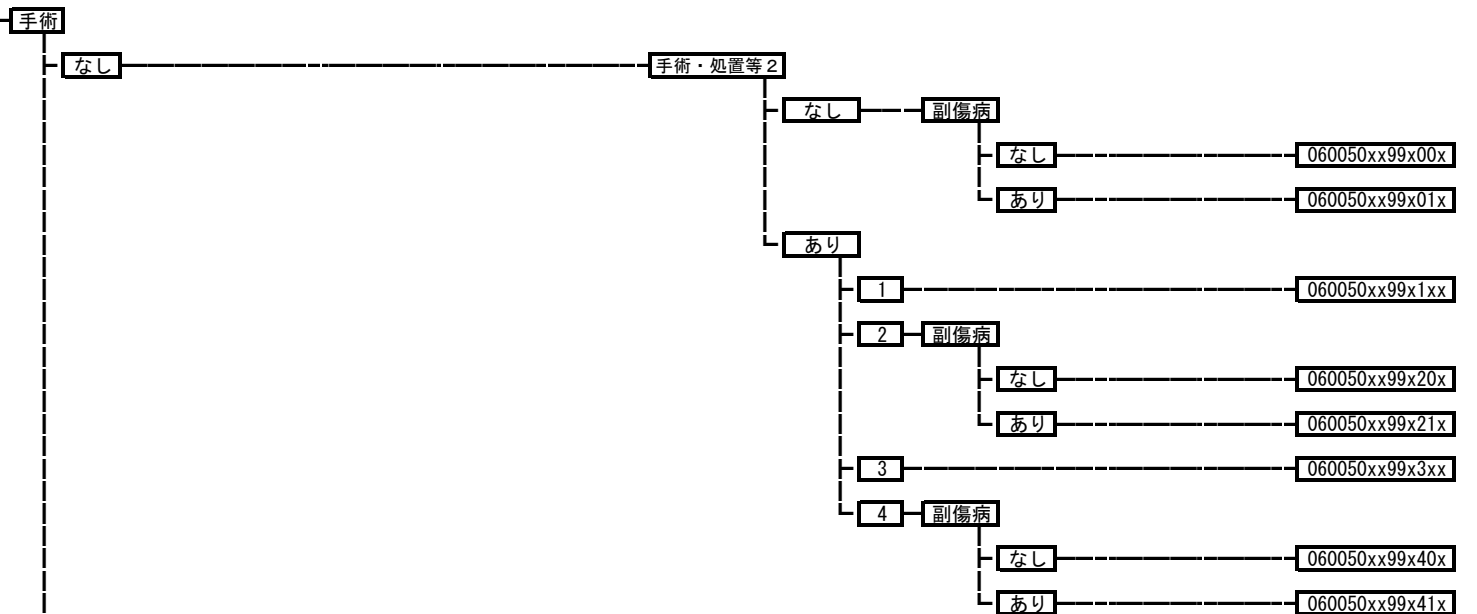 手術
なし 手術・処置等2
なし 副傷病
なし 060050xx99x00x
あり 060050xx99x01x
あり
1 060050xx99x1xx
2 副傷病
なし 060050xx99x20x
あり 060050xx99x21x
3 060050xx99x3xx
4 副傷病
なし 060050xx99x40x
あり 060050xx99x41x